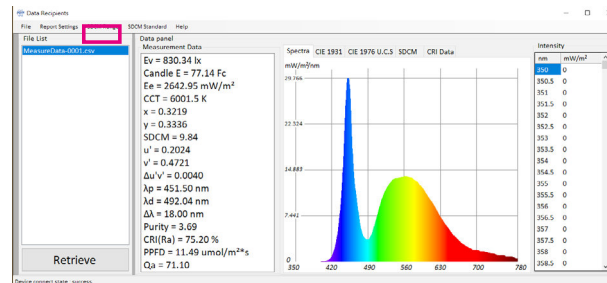 Data Recipients
File Report Settings SDCM Standard Help
File List
MeasureData-0001.csv
Retrieve
Device connect state : success
Data panel
Measurement Data
Ev = 830.34 lx
Candle E = 77.14 Fc
Ee = 2642.95 mW/m²
CCT = 6001.5 K
x = 0.3219
y = 0.3336
SDCM = 9.84
u' = 0.2024
v' = 0.4721
Δu'v' = 0.0040
λp = 451.50 nm
λd = 492.04 nm
Δλ = 18.00 nm
Purity = 3.69
CRI(Ra) = 75.20 %
PPFD = 11.49 umol/m²*s
Qa = 71.10
Spectra CIE 1931 CIE 1976 U.C.S SDCM CRI Data
mW/m²/nm
29.766
22.324
14.883
7.441
0
350 420 490 560 630 700 780
Intensity
nm mW/m²
350 0
350.5 0
351 0
351.5 0
352 0
352.5 0
353 0
353.5 0
354 0
354.5 0
355 0
355.5 0
356 0
356.5 0
357 0
357.5 0
358 0
358.5 0